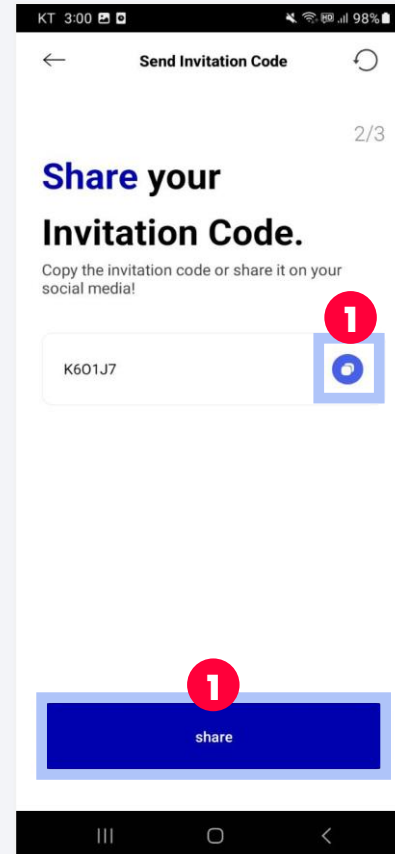 KT 3:00 98%
Send Invitation Code
2/3
Share your
Invitation Code.
Copy the invitation code or share it on your
social media!
1
K6O1J7
1
share